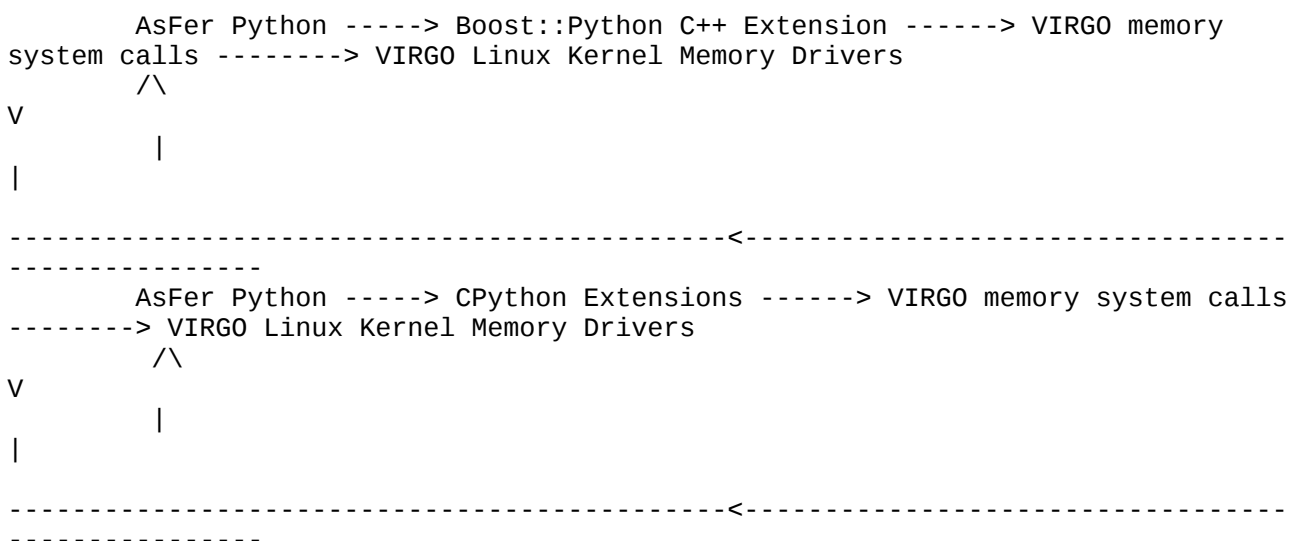 AsFer Python -----> Boost::Python C++ Extension ------> VIRGO memory
system calls --------> VIRGO Linux Kernel Memory Drivers
/\
V
|
|
---------------------------------------------<----------------------------------
----------------
AsFer Python -----> CPython Extensions ------> VIRGO memory system calls
--------> VIRGO Linux Kernel Memory Drivers
/\
V
|
|
---------------------------------------------<----------------------------------
----------------